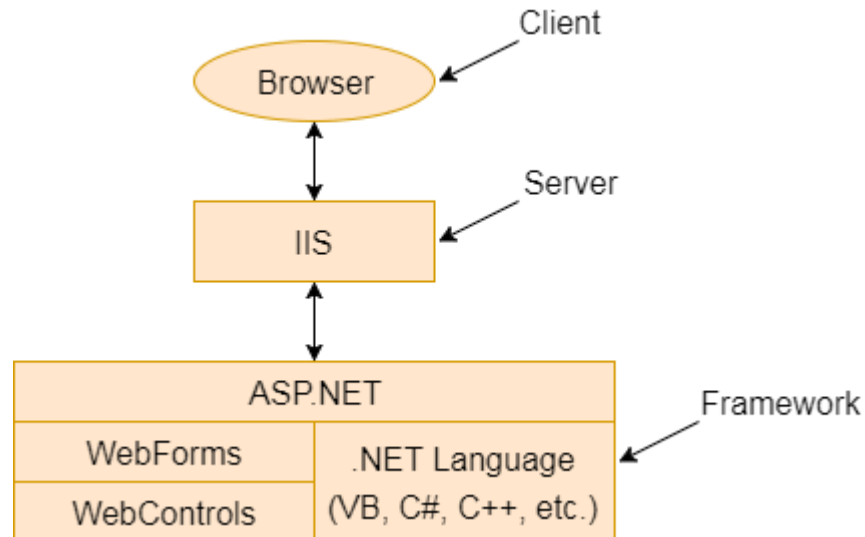 Client
Browser
Server
IIS
ASP.NET
Framework
WebForms
.NET Language
WebControls
(VB, C#, C++, etc.)